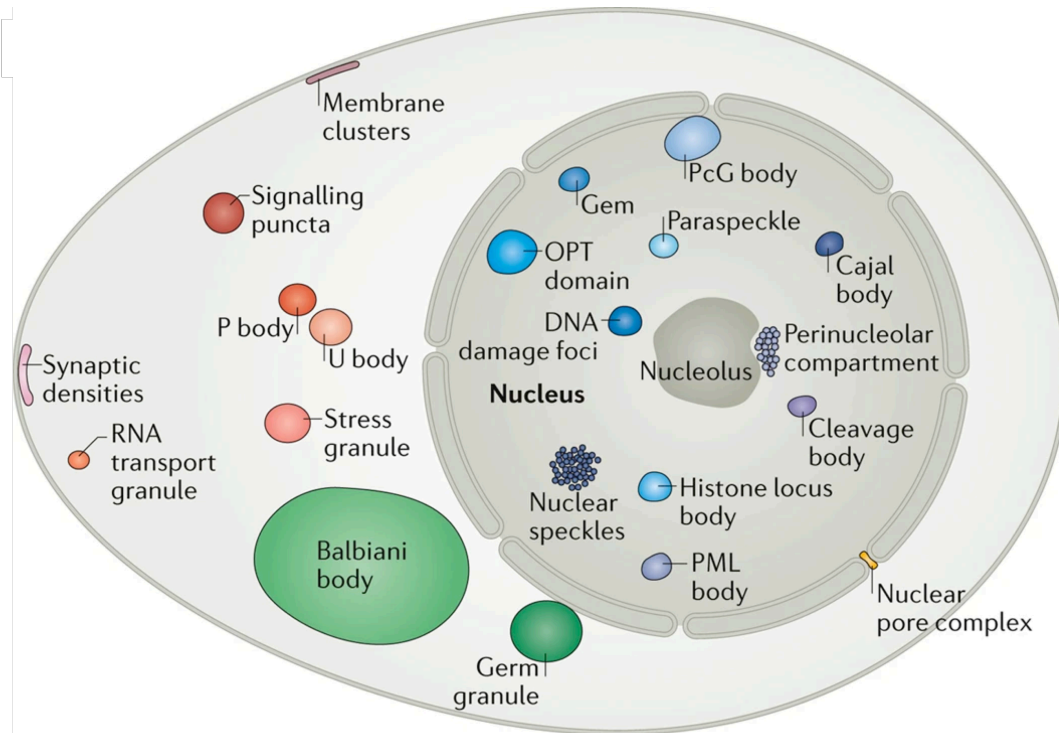 Membrane
clusters
Signalling
puncta
P body
U body
Synaptic
densities
RNA
transport
granule
Stress
granule
Balbiani
body
Germ
granule
PcG body
Gem
Paraspeckle
OPT
domain
Cajal
body
DNA
damage foci
Nucleolus
Perinucleolar
compartment
Nucleus
Cleavage
body
Nuclear
speckles
Histone locus
body
PML
body
Nuclear
pore complex